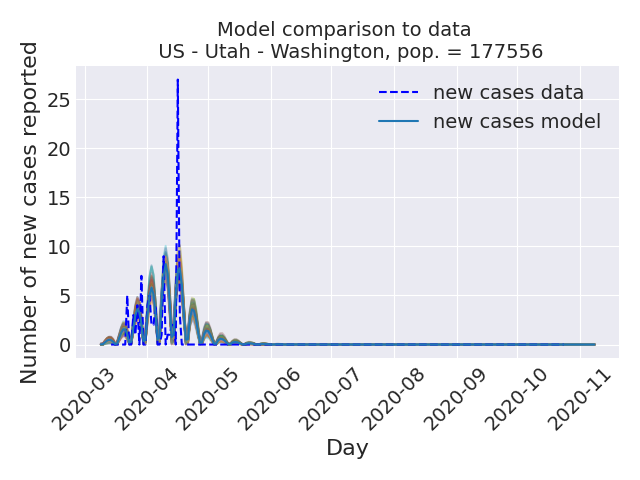 Model comparison to data
US - Utah - Washington, pop. = 177556
new cases data
new cases model
Number of new cases reported
25
20
15
10
5
0
2020-03
2020-04
2020-05
2020-06
2020-07
2020-08
2020-09
2020-10
2020-11
Day